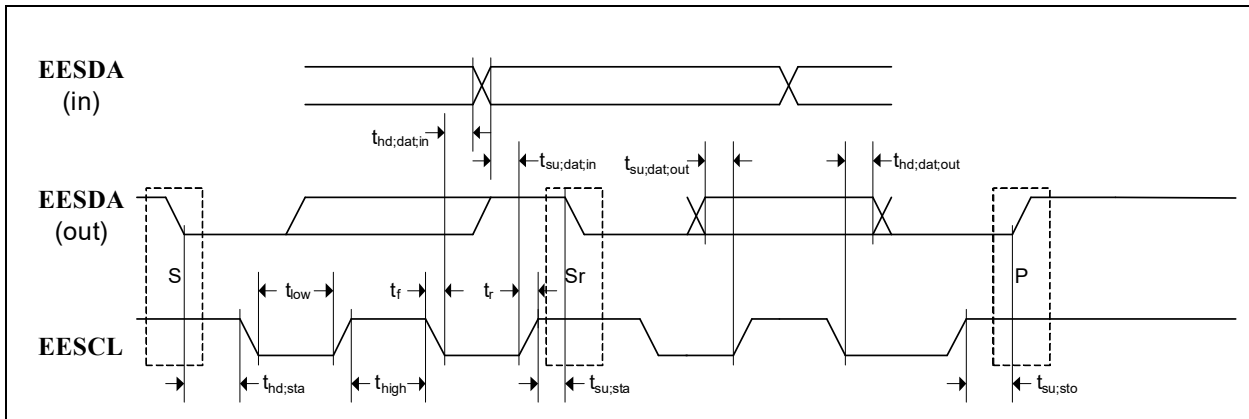 EESDA
(in)
t_hd;dat;in
t_su;dat;in
t_su;dat;out
t_hd;dat;out
EESDA
(out)
S
t_low
t_f
t_r
Sr
P
EESCL
t_hd;sta
t_high
t_su;sta
t_su;sto